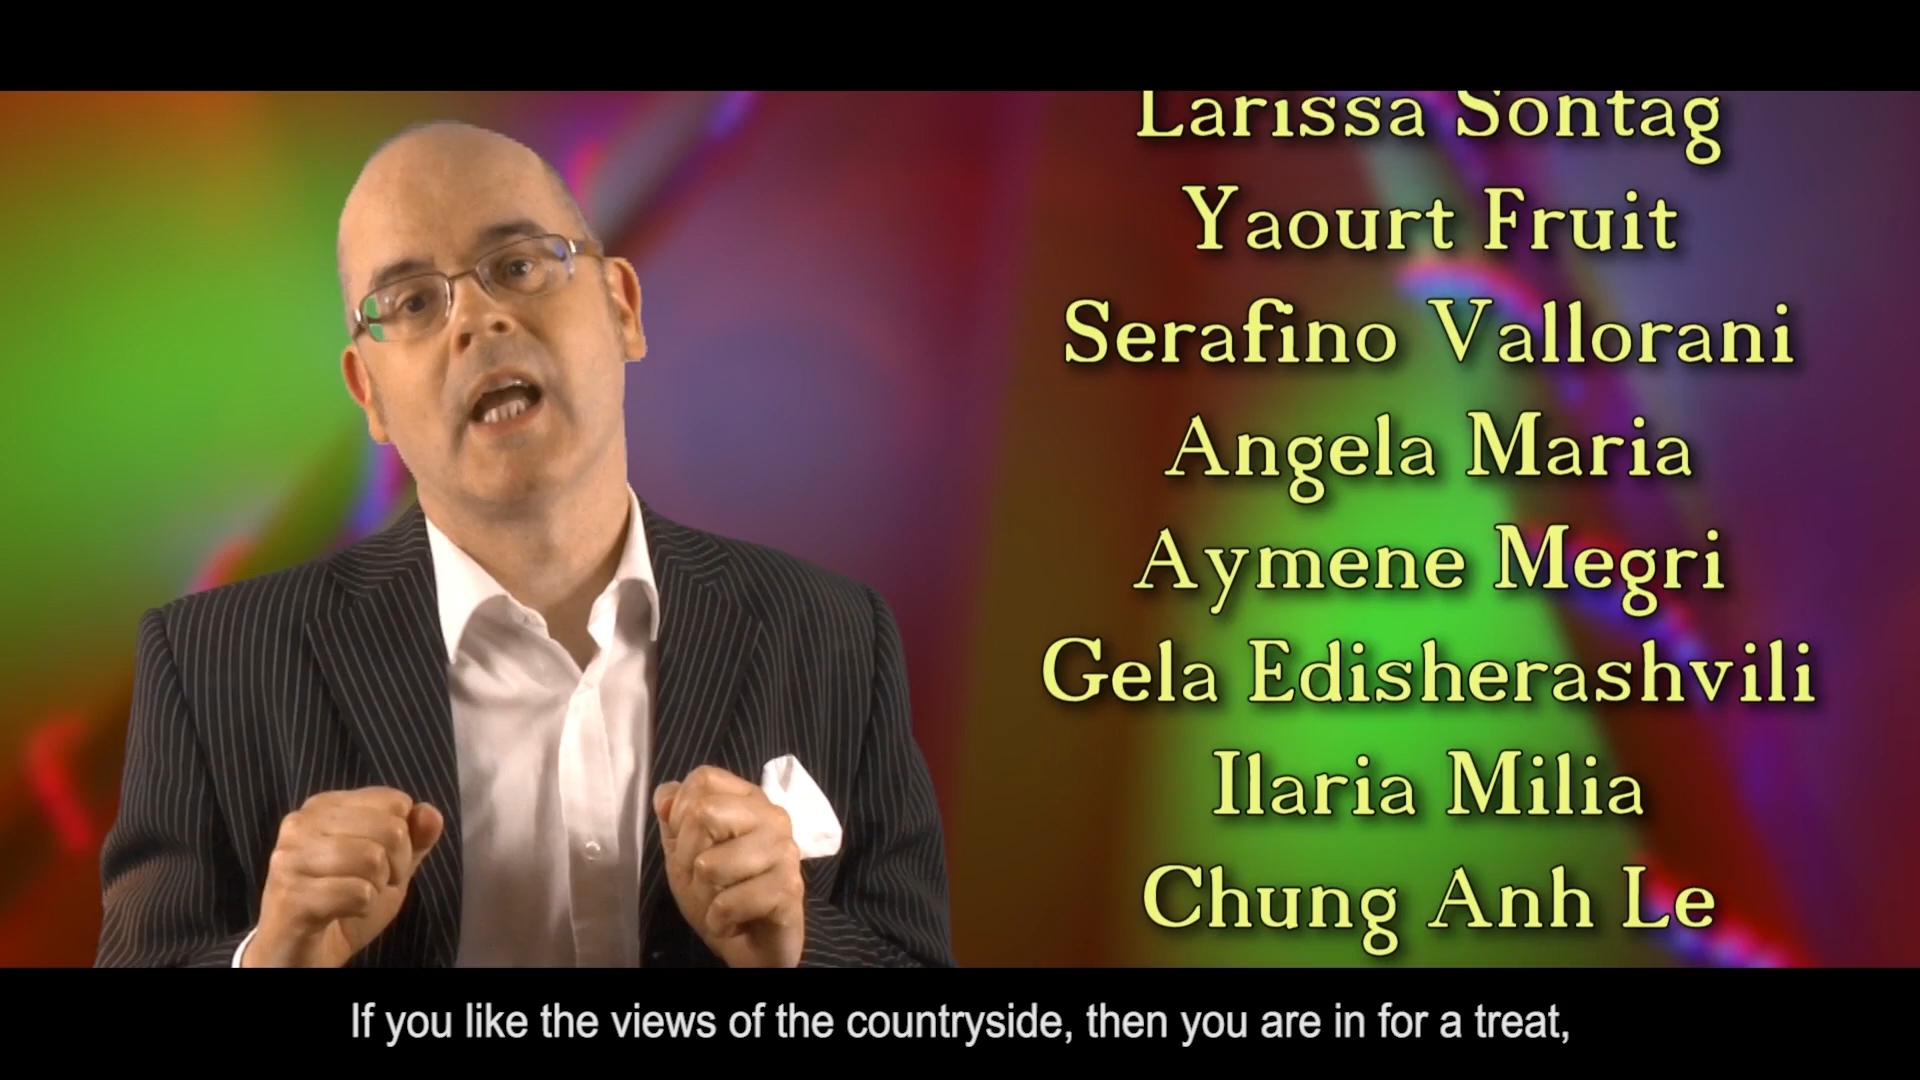 Larissa Sontag
Yaourt Fruit
Serafino Vallorani
Angela Maria
Aymene Megri
Gela Edisherashvili
Ilaria Milia
Chung Anh Le
If you like the views of the countryside, then you are in for a treat,